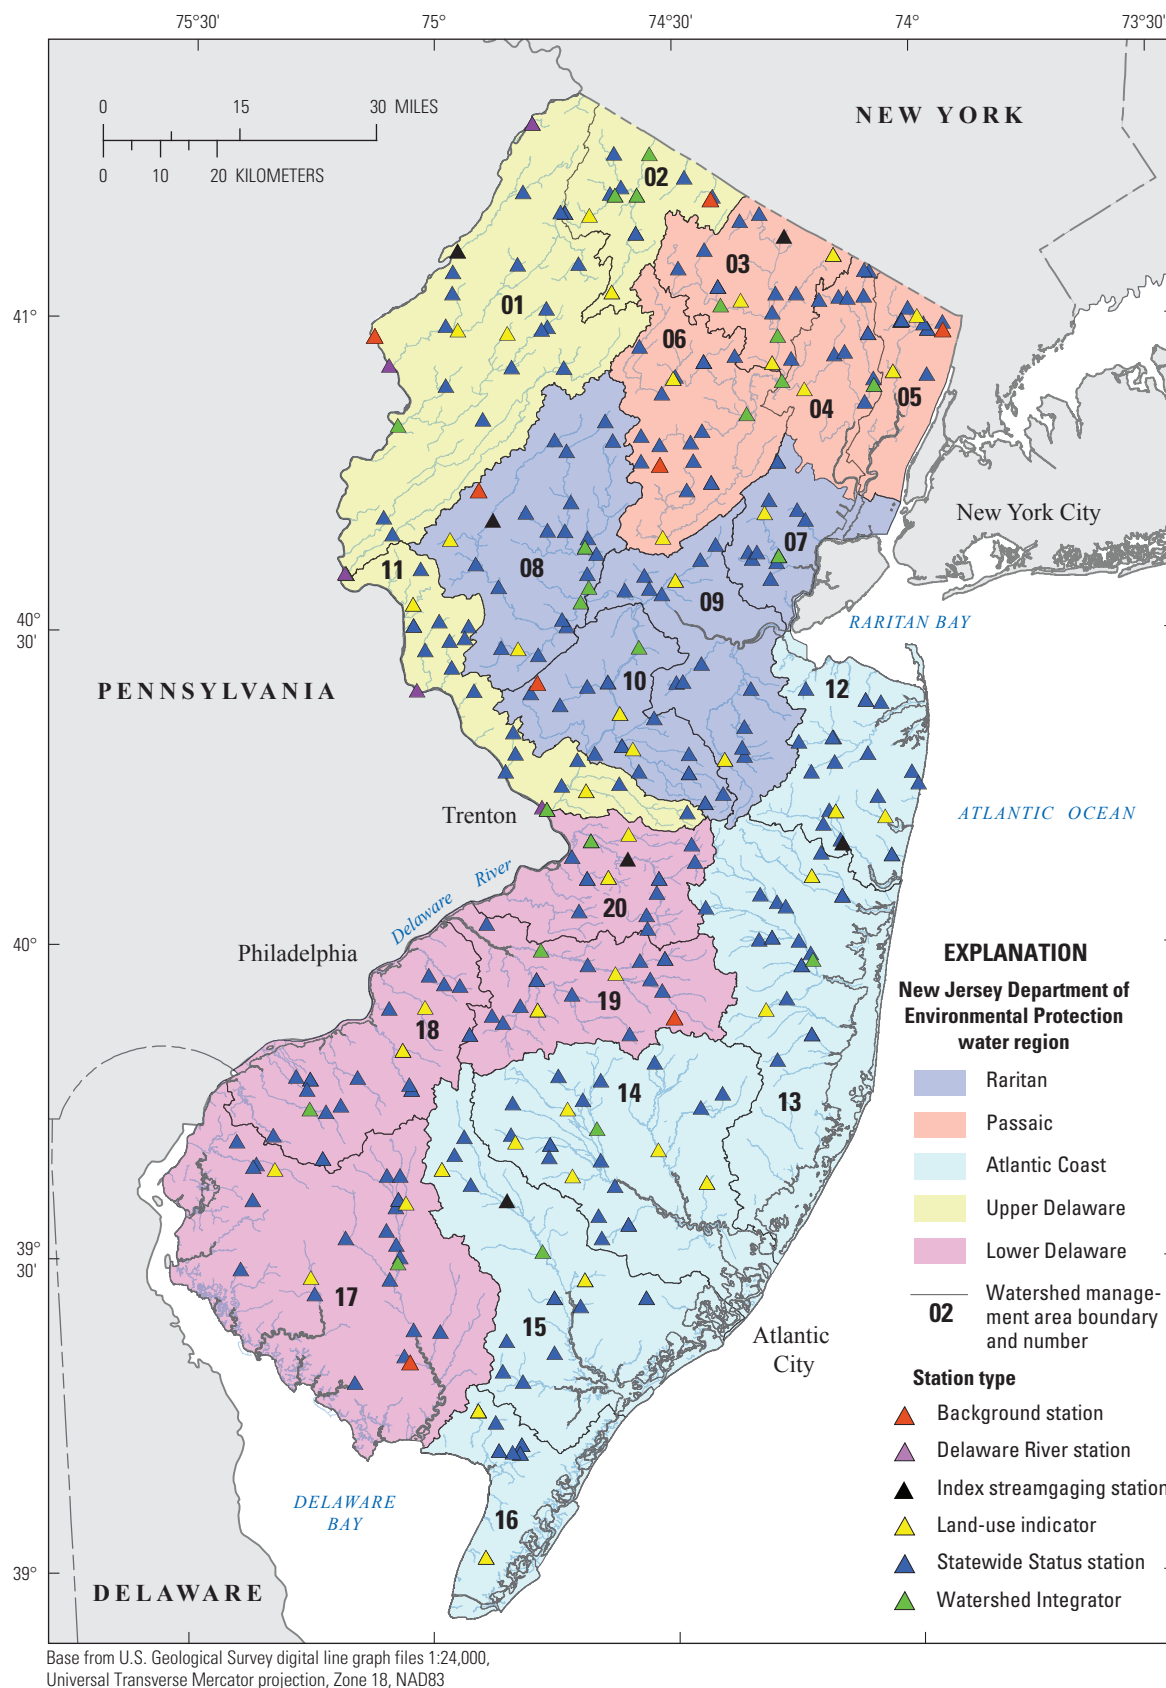 75°30'
75°
74°30'
74°
73°30'
0 15 30 MILES
0 10 20 KILOMETERS
NEW YORK
02
03
01
41°
06
04
05
New York City
07
11
08
09
40°
30'
RARITAN BAY
PENNSYLVANIA
10
12
Trenton
ATLANTIC OCEAN
Delaware River
20
40°
Philadelphia
19
18
14
13
EXPLANATION
New Jersey Department of
Environmental Protection
water region
Raritan
Passaic
Atlantic Coast
Upper Delaware
Lower Delaware
02
Watershed manage-
ment area boundary
and number
39°
30'
17
15
Atlantic
City
Station type
Background station
Delaware River station
Index streamgaging station
Land-use indicator
Statewide Status station
Watershed Integrator
DELAWARE
BAY
16
39°
DELAWARE
Base from U.S. Geological Survey digital line graph files 1:24,000,
Universal Transverse Mercator projection, Zone 18, NAD83